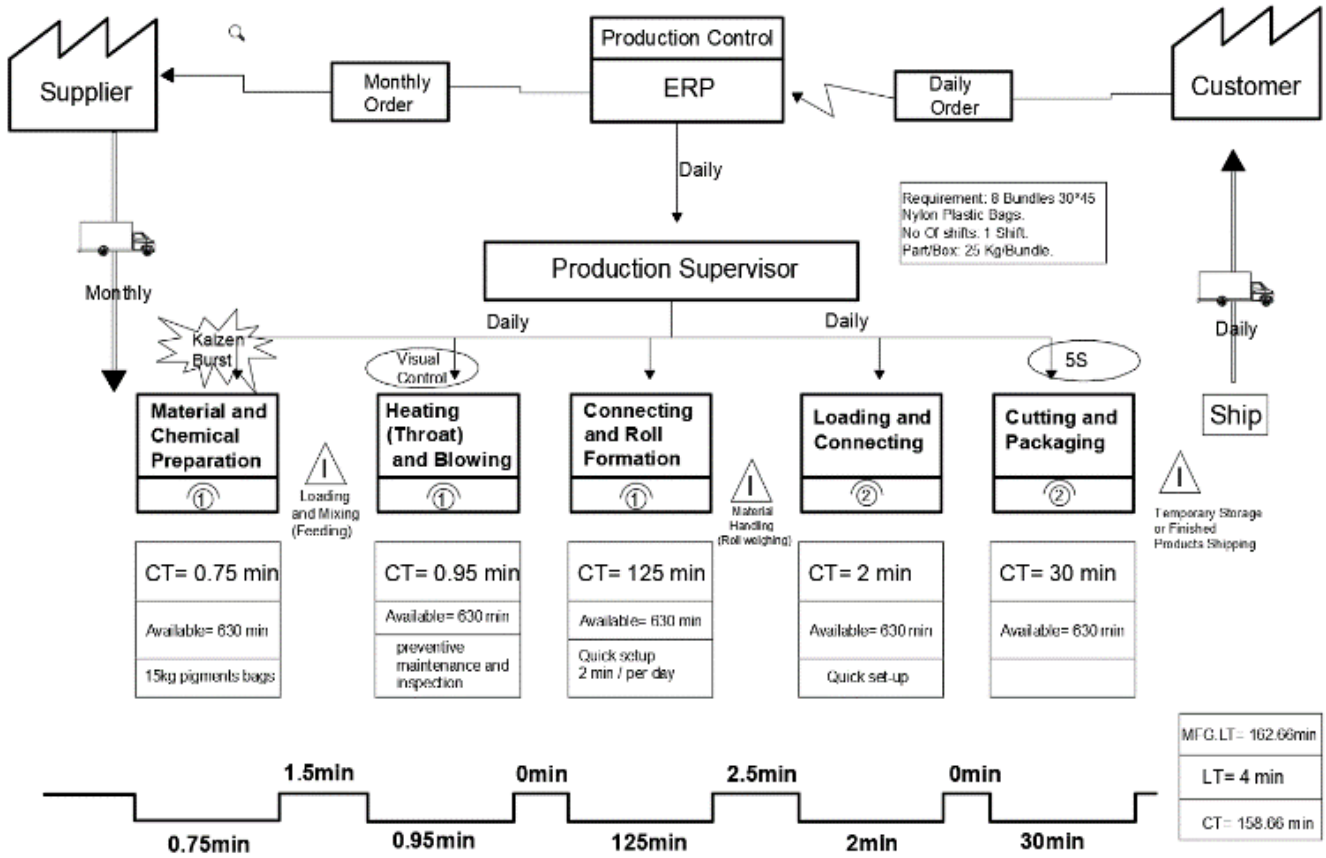 Production Control
ERP
Supplier
Monthly
Order
Daily
Order
Customer
Daily
Requirement: 8 Bundles 30*45
Nylon Plastic Bags.
No Of shifts. 1 Shift.
Part/Box: 25 Kg/Bundle.
Production Supervisor
Monthly
Daily
Daily
Daily
Kaizen
Burst
Visual
Control
5S
Material and
Chemical
Preparation
1
I
Loading
and Mixing
(Feeding)
Heating
(Throat)
and Blowing
1
Connecting
and Roll
Formation
1
I
Material
Handing
(Roll weighing)
Loading and
Connecting
2
Cutting and
Packaging
2
Ship
I
Temporary Storage
or Finished
Products Shipping
CT= 0.75 min
Available= 630 min
15kg pigments bags
CT= 0.95 min
Available= 630 min
preventive
maintenance and
inspection
CT= 125 min
Available= 630 min
Quick setup
2 min / per day
CT= 2 min
Available= 630 min
Quick set-up
CT= 30 min
Available= 630 min
MFG.LT= 162.66min
LT= 4 min
CT= 158.66 min
1.5min
0min
2.5min
0min
0.75min
0.95min
125min
2min
30min